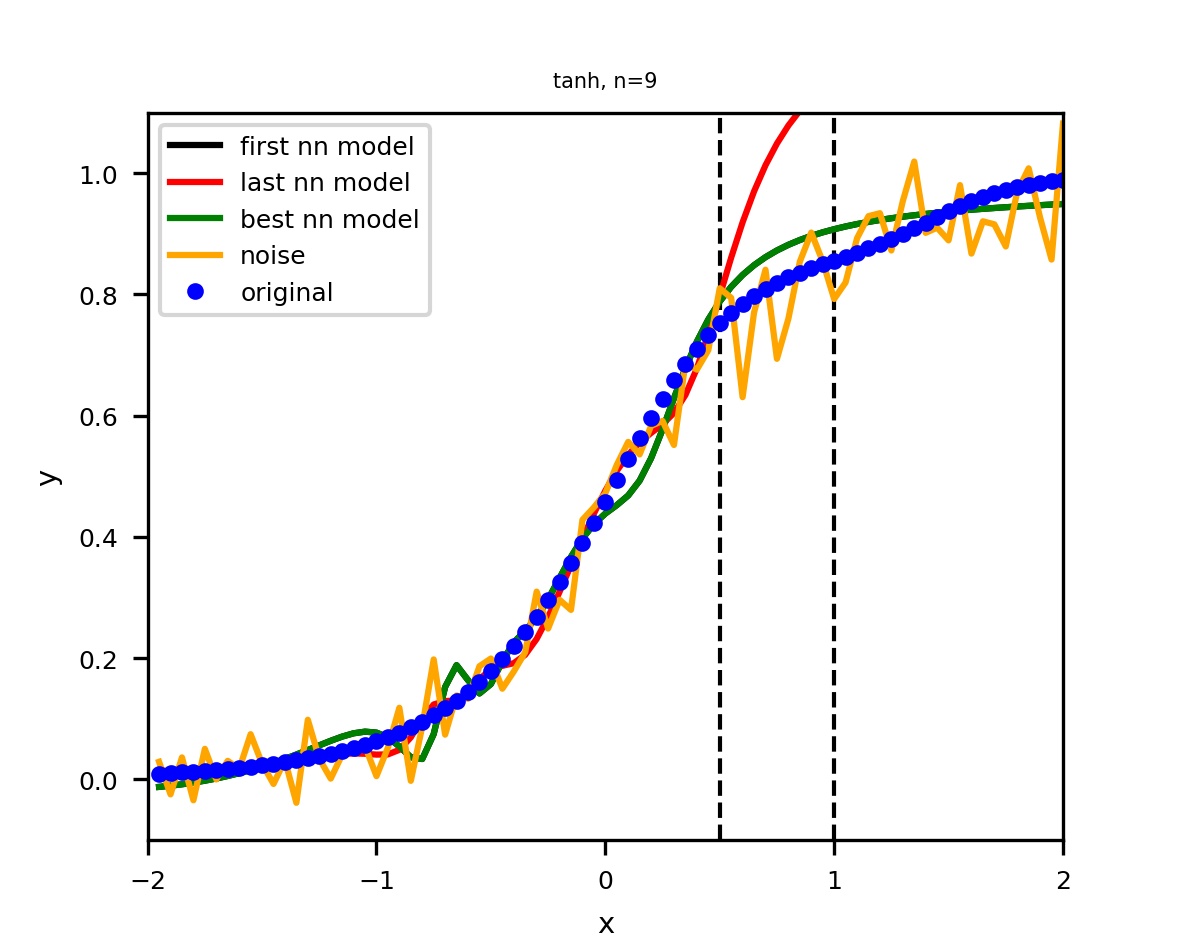 tanh, n=9
first nn model
last nn model
best nn model
noise
original
1.0
0.8
0.6
0.4
0.2
0.0
y
−2 −1 0 1 2
x